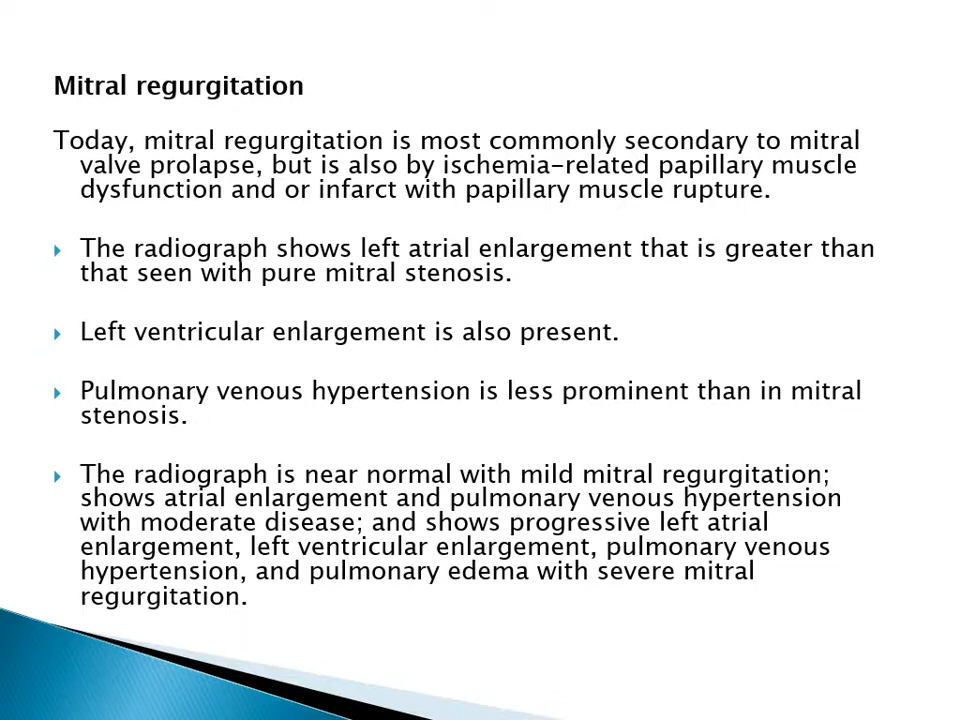 Mitral regurgitation
Today, mitral regurgitation is most commonly secondary to mitral
valve prolapse, but is also by ischemia-related papillary muscle
dysfunction and or infarct with papillary muscle rupture.
The radiograph shows left atrial enlargement that is greater than
that seen with pure mitral stenosis.
Left ventricular enlargement is also present.
Pulmonary venous hypertension is less prominent than in mitral
stenosis.
The radiograph is near normal with mild mitral regurgitation;
shows atrial enlargement and pulmonary venous hypertension
with moderate disease; and shows progressive left atrial
enlargement, left ventricular enlargement, pulmonary venous
hypertension, and pulmonary edema with severe mitral
regurgitation.